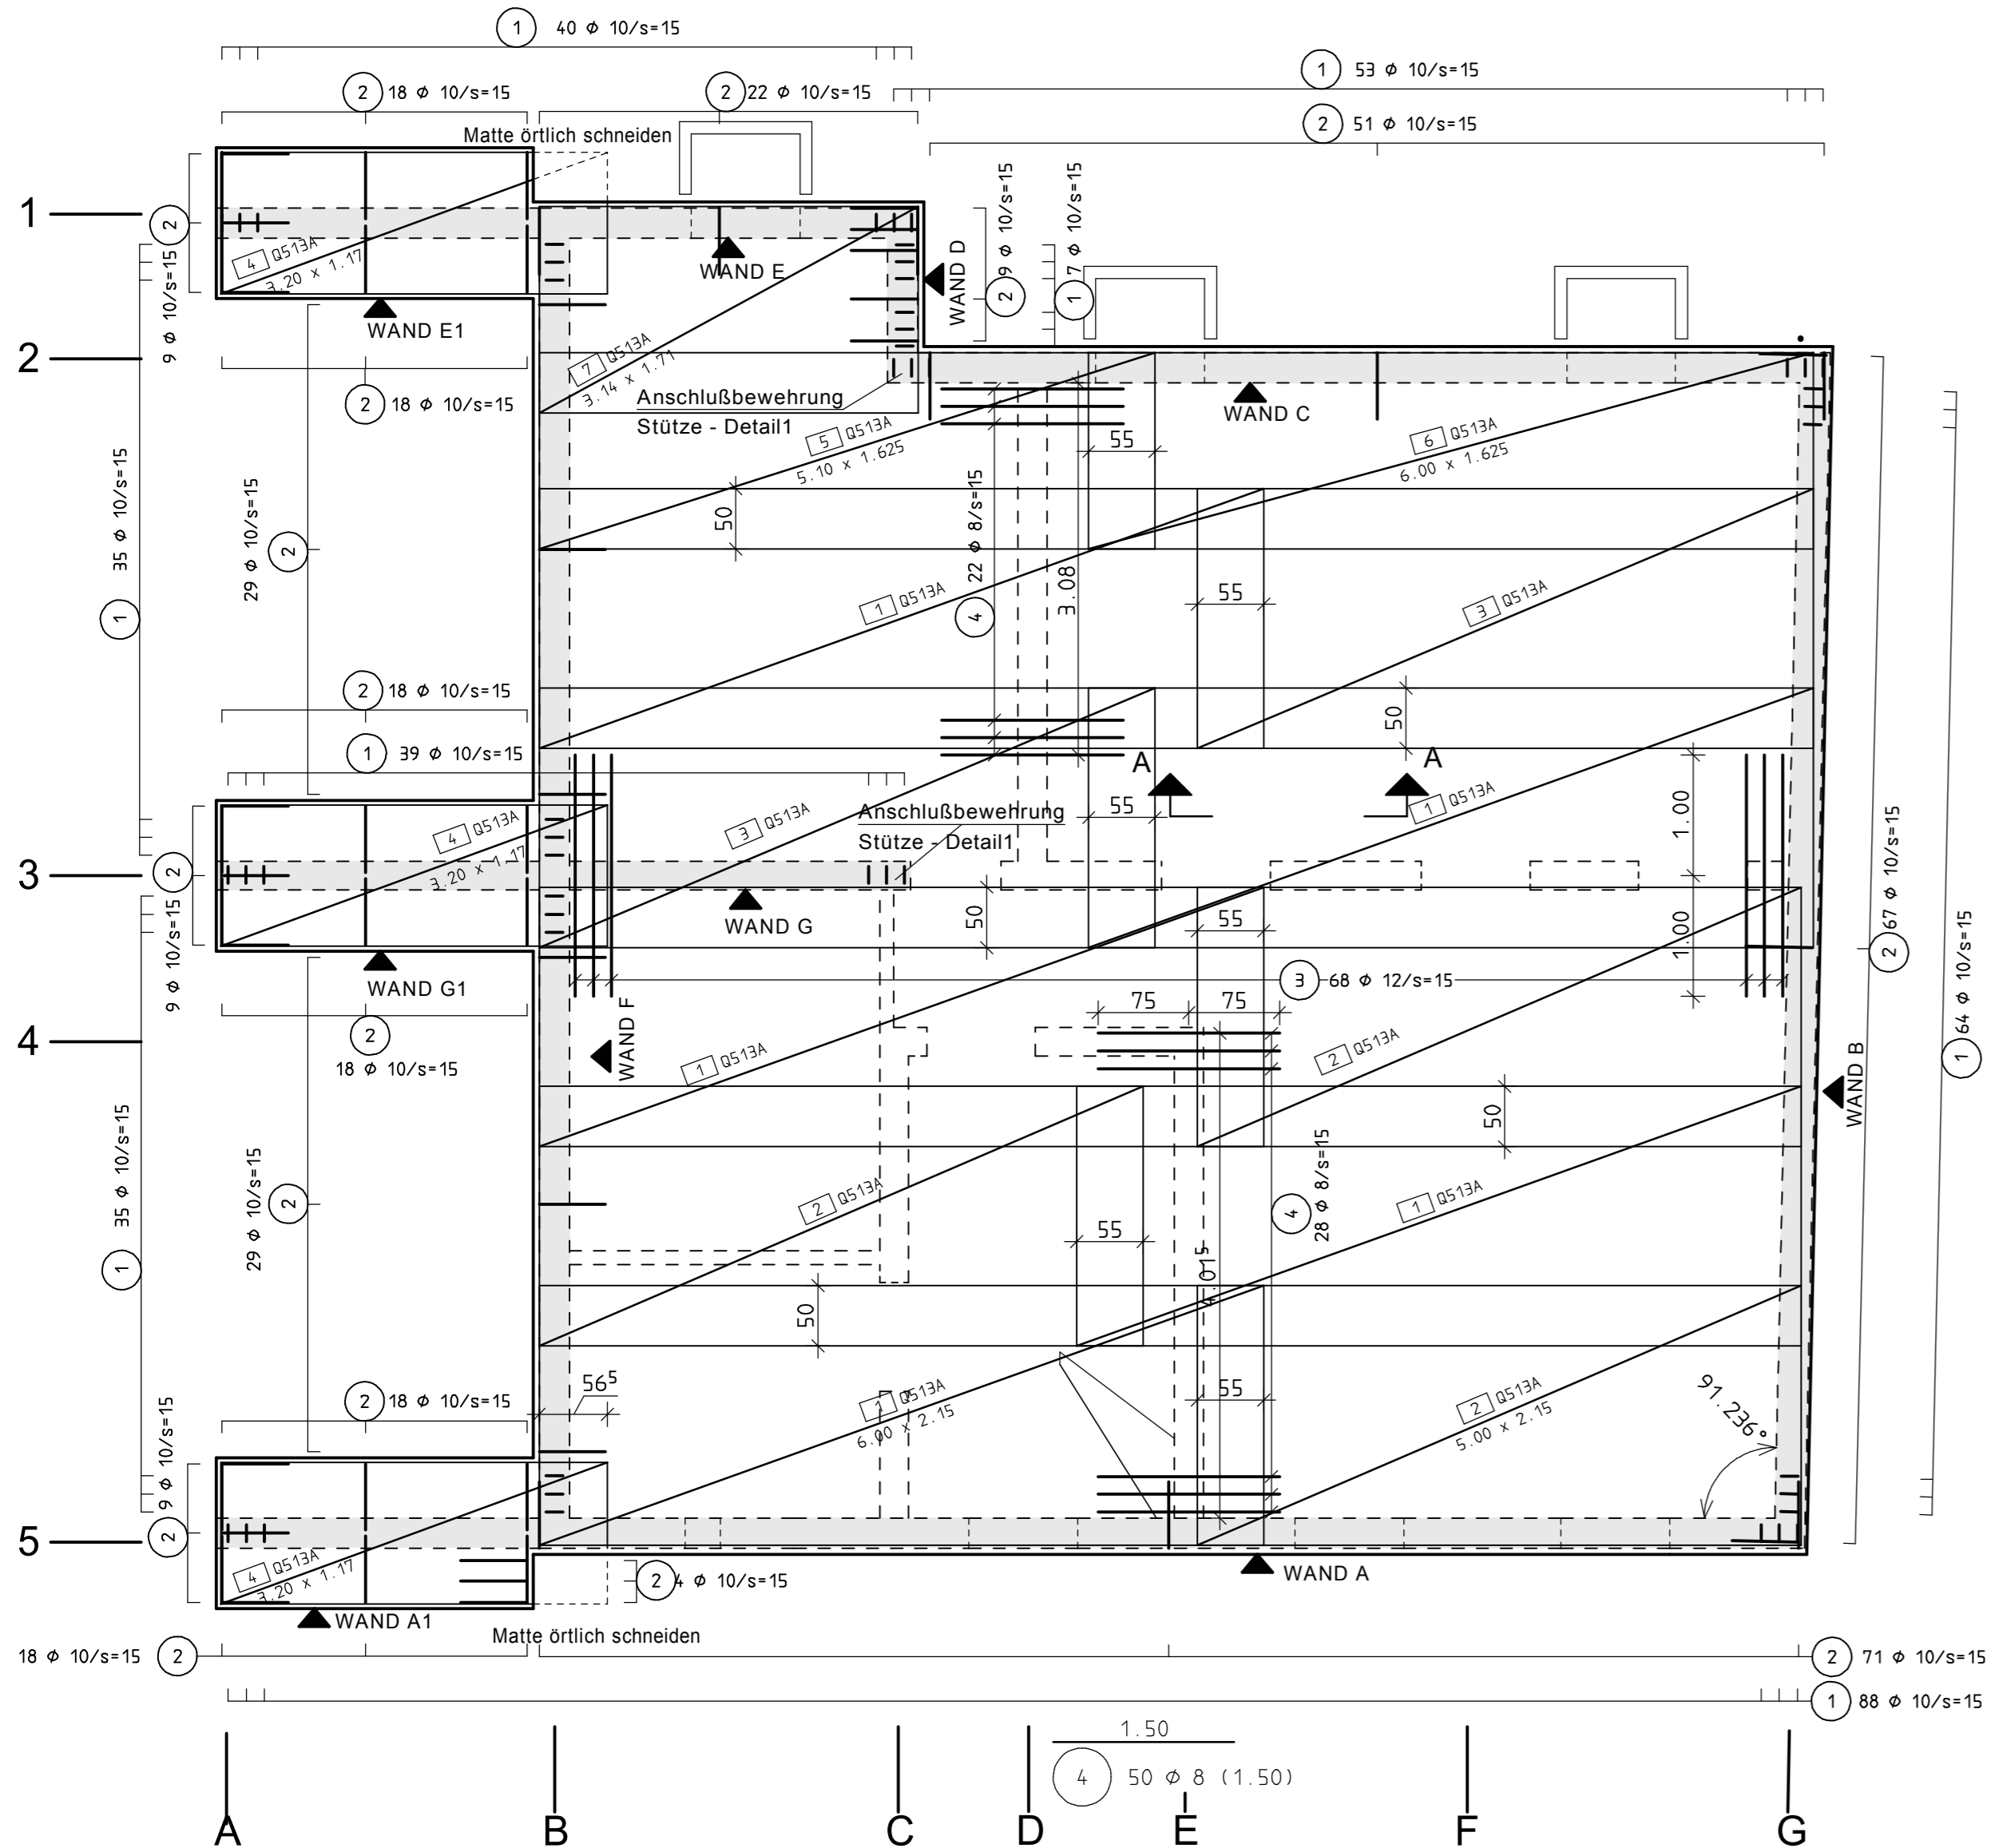 1 40 ϕ 10/s=15
1 53 ϕ 10/s=15
2 18 ϕ 10/s=15
2 22 ϕ 10/s=15
2 51 ϕ 10/s=15
Matte örtlich schneiden
1
2 9 ϕ 10/s=15
4 Q513A
3.20 x 1.17
WAND E
WAND E1
WAND D
2 9 ϕ 10/s=15
1 7 ϕ 10/s=15
2
2 18 ϕ 10/s=15
7 Q513A
3.14 x 1.71
Anschlußbewehrung
Stütze - Detail1
WAND C
5 Q513A
5.10 x 1.625
55
6 Q513A
6.00 x 1.625
50
1 35 ϕ 10/s=15
2 29 ϕ 10/s=15
4 22 ϕ 8/s=15
3.08
1 Q513A
55
3 Q513A
2 18 ϕ 10/s=15
50
1 39 ϕ 10/s=15
A
A
1 Q513A
4 Q513A
3.20 x 1.17
3 Q513A
Anschlußbewehrung
Stütze - Detail1
55
1.00
1.00
2 67 ϕ 10/s=15
3
2 9 ϕ 10/s=15
WAND G
50
55
WAND G1
3 68 ϕ 12/s=15
75
75
1 64 ϕ 10/s=15
4
2
18 ϕ 10/s=15
WAND F
1 Q513A
2 Q513A
WAND B
50
1 35 ϕ 10/s=15
2 29 ϕ 10/s=15
2 Q513A
1 Q513A
4 28 ϕ 8/s=15
55
4.01⁵
50
56⁵
2 18 ϕ 10/s=15
1 Q513A
6.00 x 2.15
55
2 Q513A
5.00 x 2.15
91.236°
5
2 9 ϕ 10/s=15
4 Q513A
3.20 x 1.17
2 4 ϕ 10/s=15
WAND A
WAND A1
Matte örtlich schneiden
18 ϕ 10/s=15 2
2 71 ϕ 10/s=15
1 88 ϕ 10/s=15
1.50
4 50 ϕ 8 (1.50)
A B C D E F G